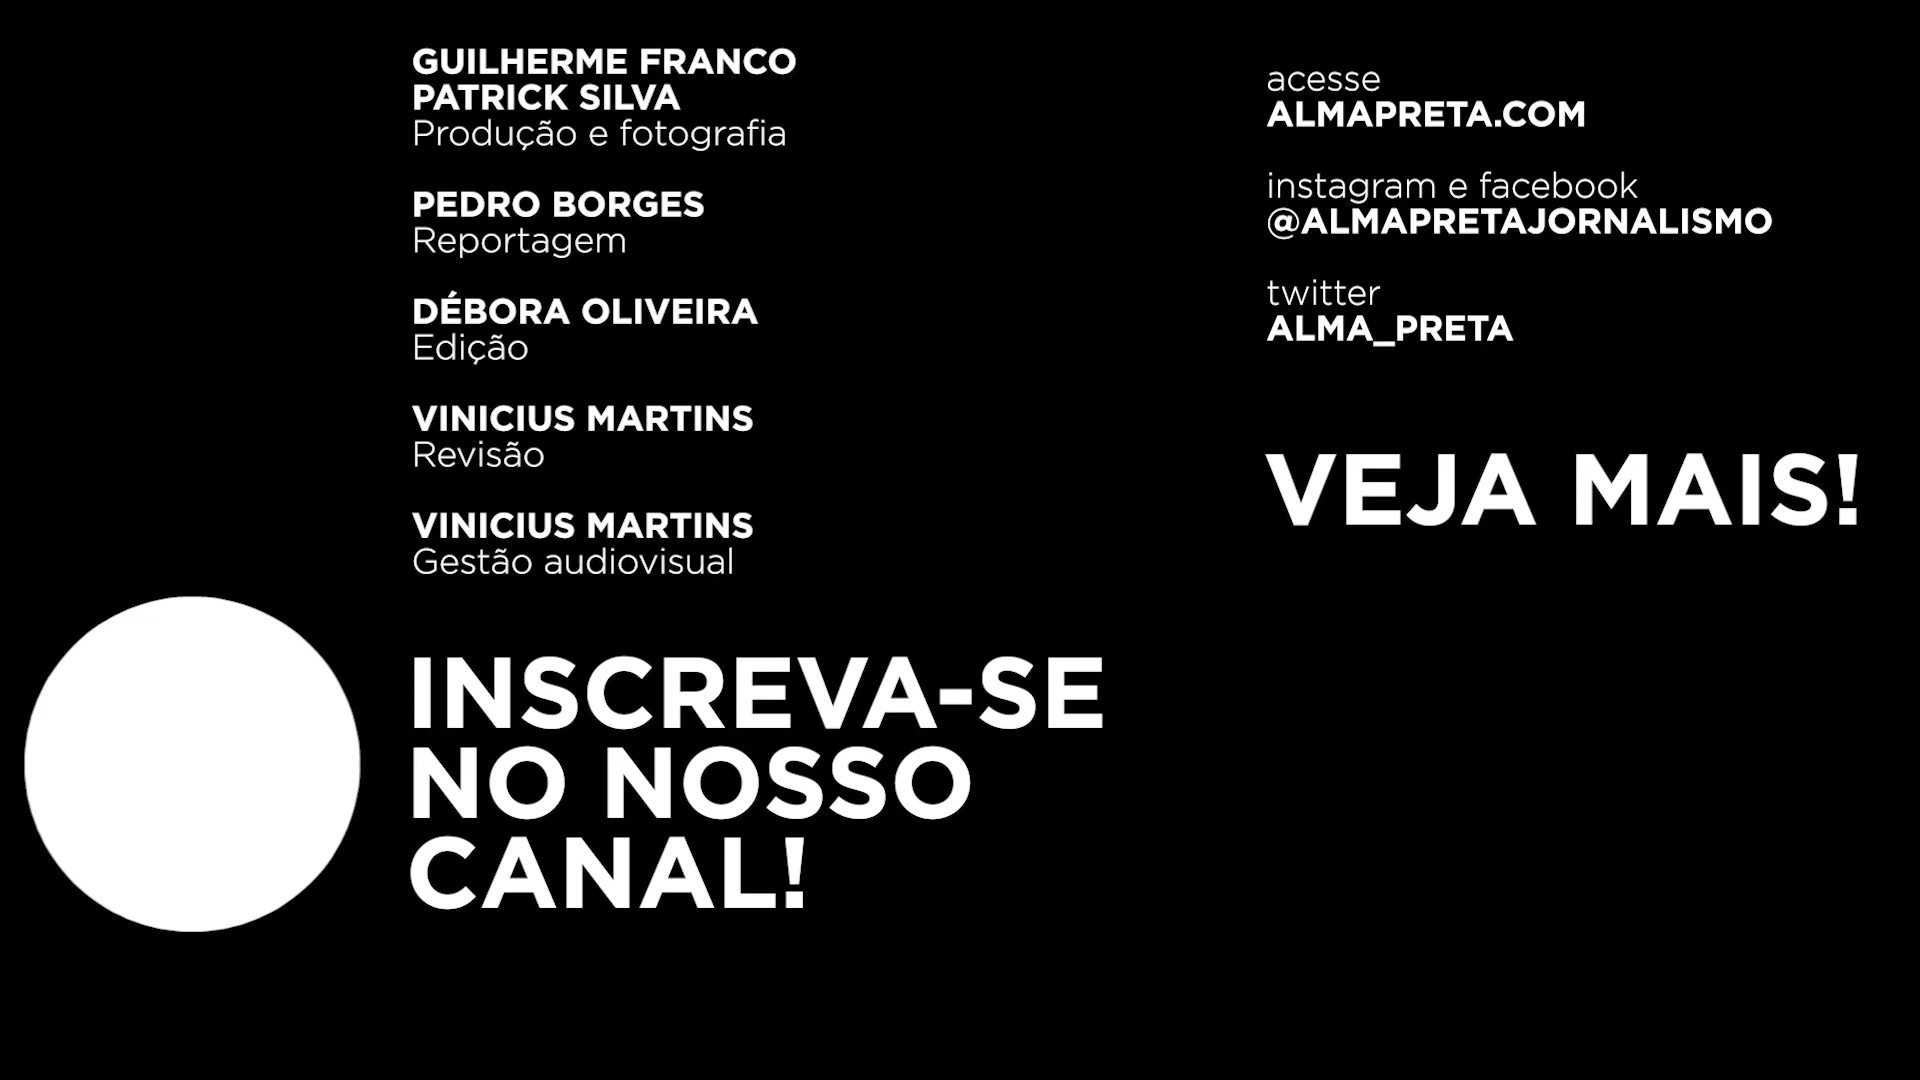 GUILHERME FRANCO
PATRICK SILVA
Produção e fotografia
PEDRO BORGES
Reportagem
DÉBORA OLIVEIRA
Edição
VINICIUS MARTINS
Revisão
VINICIUS MARTINS
Gestão audiovisual
INSCREVA-SE
NO NOSSO
CANAL!
acesse
ALMAPRETA.COM
instagram e facebook
@ALMAPRETAJORNALISMO
twitter
ALMA_PRETA
VEJA MAIS!